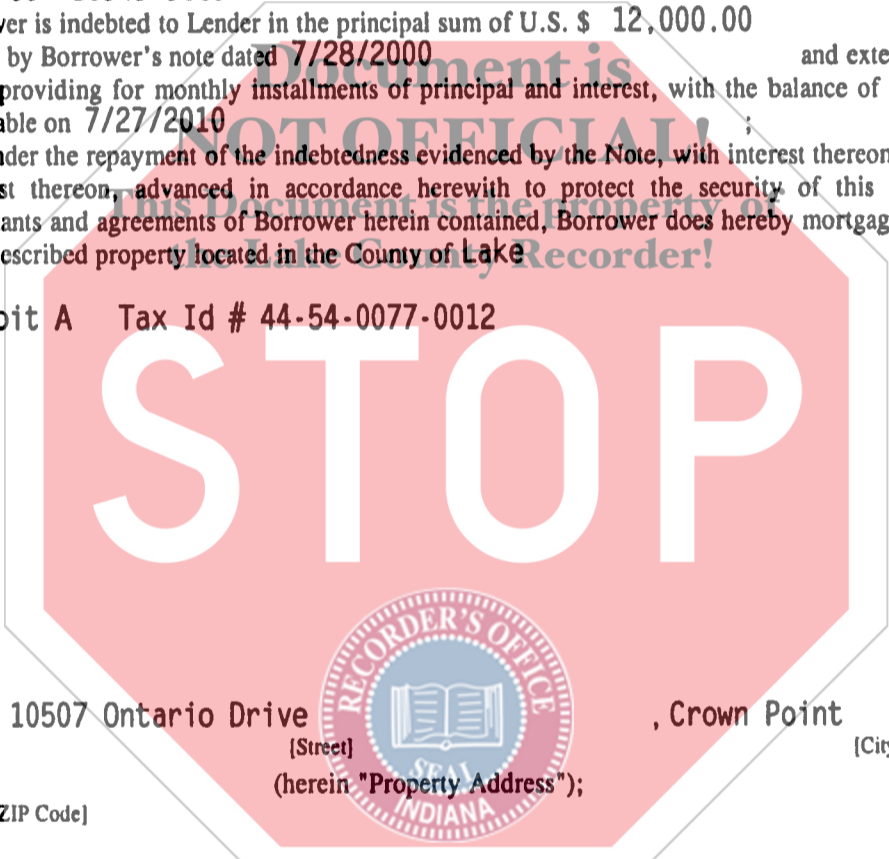 ver is indebted to Lender in the principal sum of U.S. $ 12,000.00
by Borrower's note dated 7/28/2000 and exte
Document is
providing for monthly installments of principal and interest, with the balance of
able on 7/27/2010 ;
NOT OFFICIAL!
nder the repayment of the indebtedness evidenced by the Note, with interest thereon
st thereon, advanced in accordance herewith to protect the security of this
This Document is the property of
ants and agreements of Borrower herein contained, Borrower does hereby mortgag
escribed property located in the County of Lake
the Lake County Recorder!
bit A Tax Id # 44-54-0077-0012
STOP
RECORDER'S OFFICE
10507 Ontario Drive , Crown Point
[Street] [City
SEAL
(herein "Property Address");
INDIANA
ZIP Code]